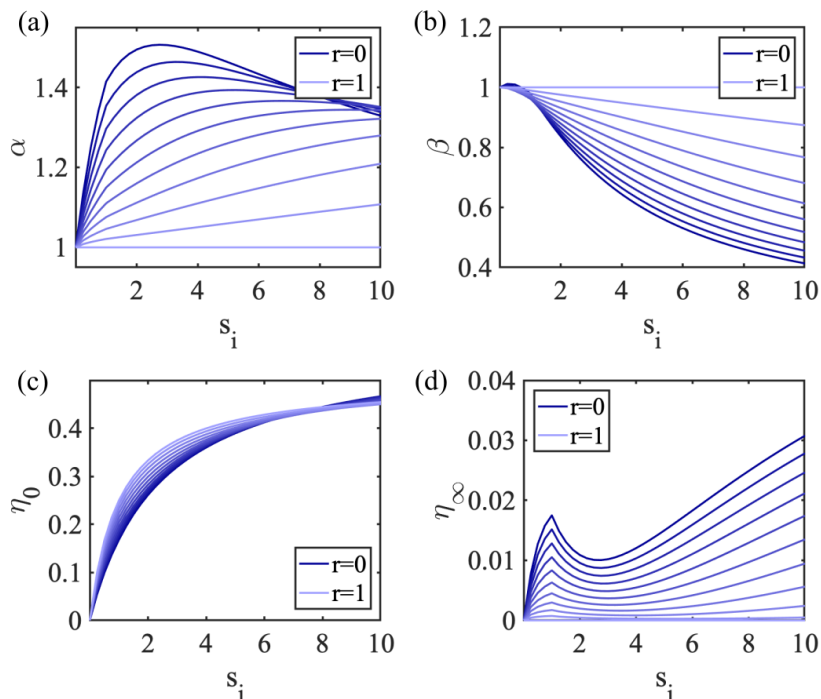 (a)
r=0
r=1
1.4
1.2
1
α
2 4 6 8 10
s_i
(b)
r=0
r=1
1.2
1
0.8
0.6
0.4
β
2 4 6 8 10
s_i
(c)
0.4
0.3
0.2
0.1
0
η_0
r=0
r=1
2 4 6 8 10
s_i
(d)
r=0
r=1
0.04
0.03
0.02
0.01
0
η_∞
2 4 6 8 10
s_i